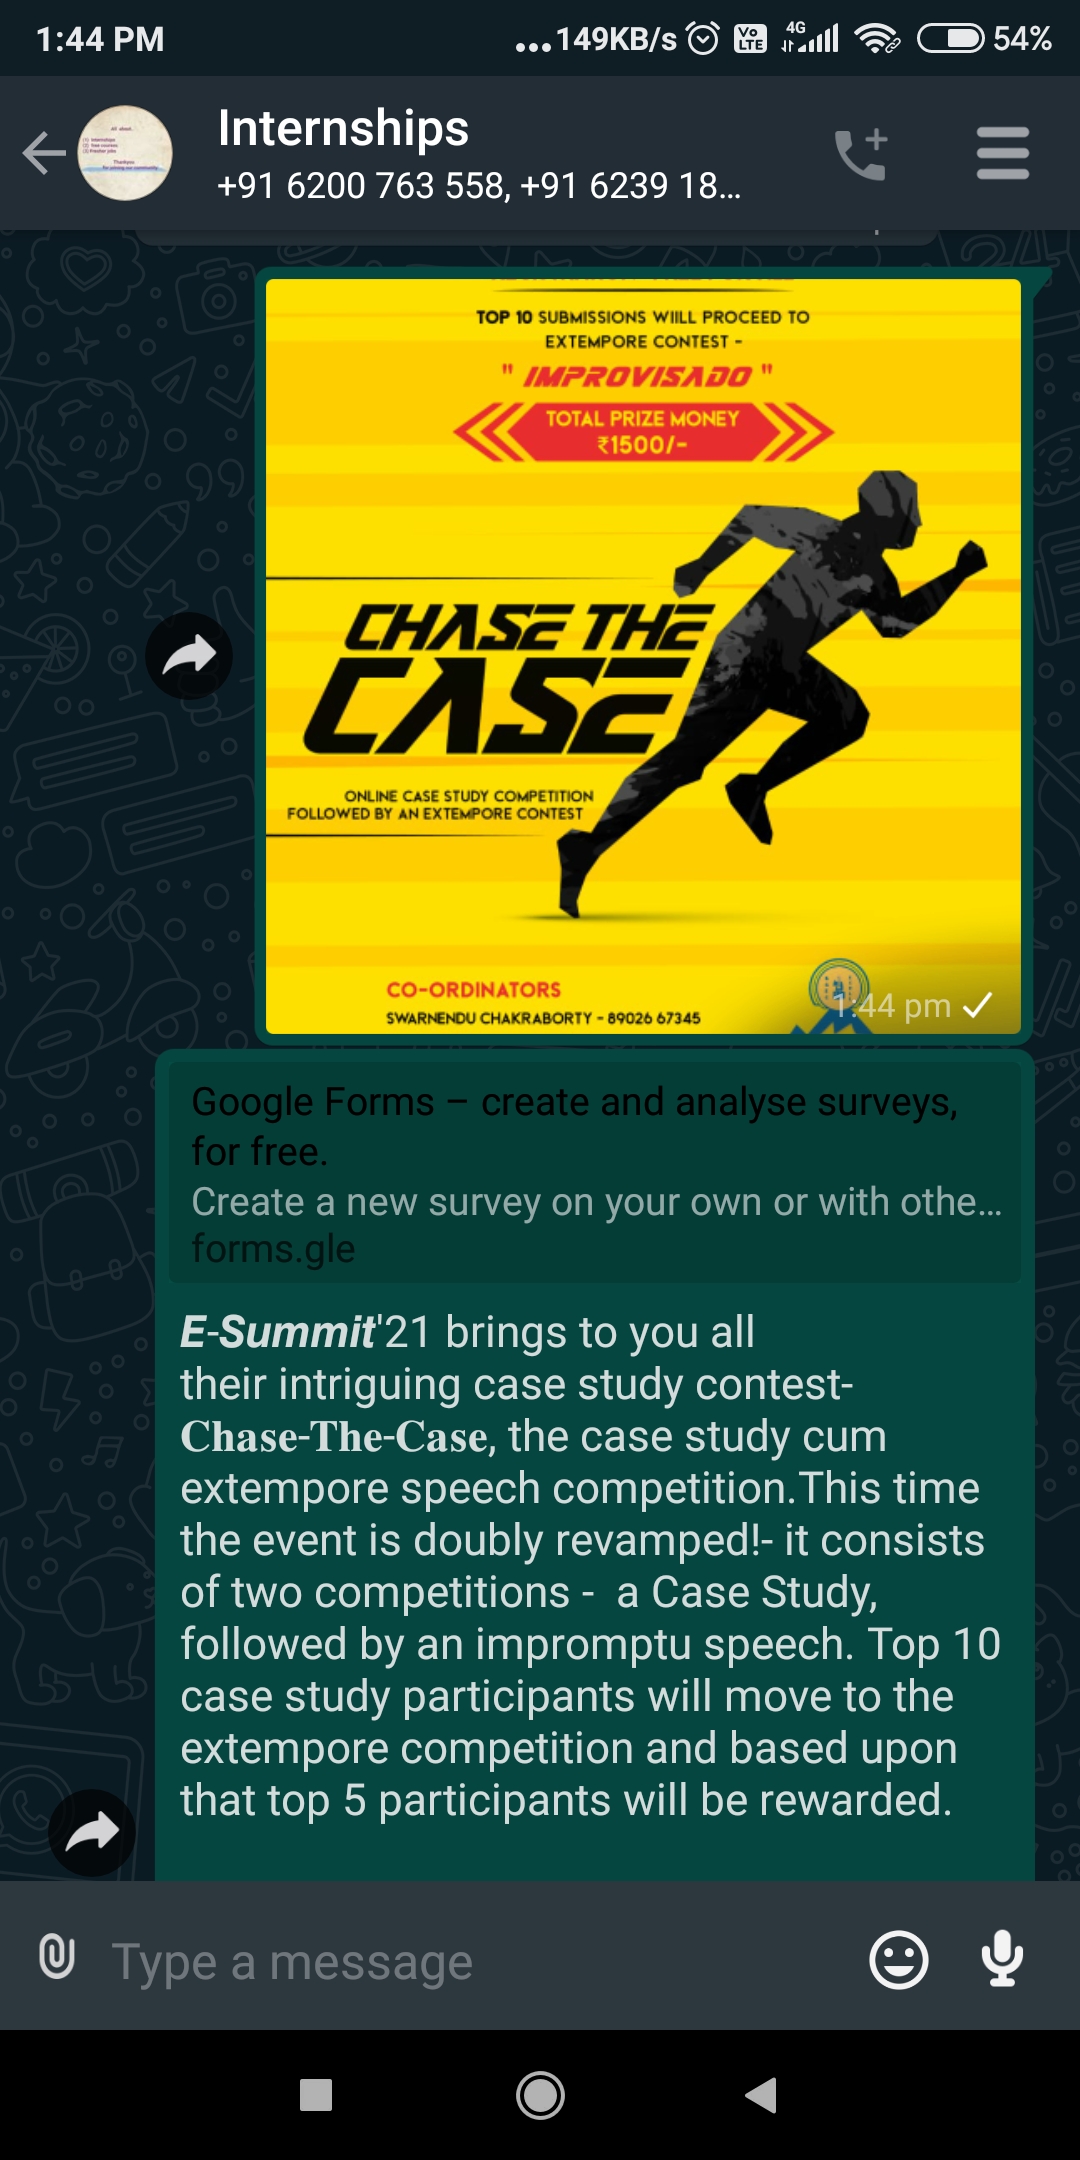 1:44 PM
...149KB/s
Vo
LTE
4G
54%
Internships
+91 6200 763 558, +91 6239 18...
TOP 10 SUBMISSIONS WIILL PROCEED TO
EXTEMPORE CONTEST -
" IMPROVISADO "
TOTAL PRIZE MONEY
₹1500/-
CHASE THE
CASE
ONLINE CASE STUDY COMPETITION
FOLLOWED BY AN EXTEMPORE CONTEST
CO-ORDINATORS
SWARNENDU CHAKRABORTY - 89026 67345
1:44 pm
Google Forms – create and analyse surveys,
for free.
Create a new survey on your own or with othe...
forms.gle
E-Summit'21 brings to you all
their intriguing case study contest-
Chase-The-Case, the case study cum
extempore speech competition.This time
the event is doubly revamped!- it consists
of two competitions -  a Case Study,
followed by an impromptu speech. Top 10
case study participants will move to the
extempore competition and based upon
that top 5 participants will be rewarded.
Type a message